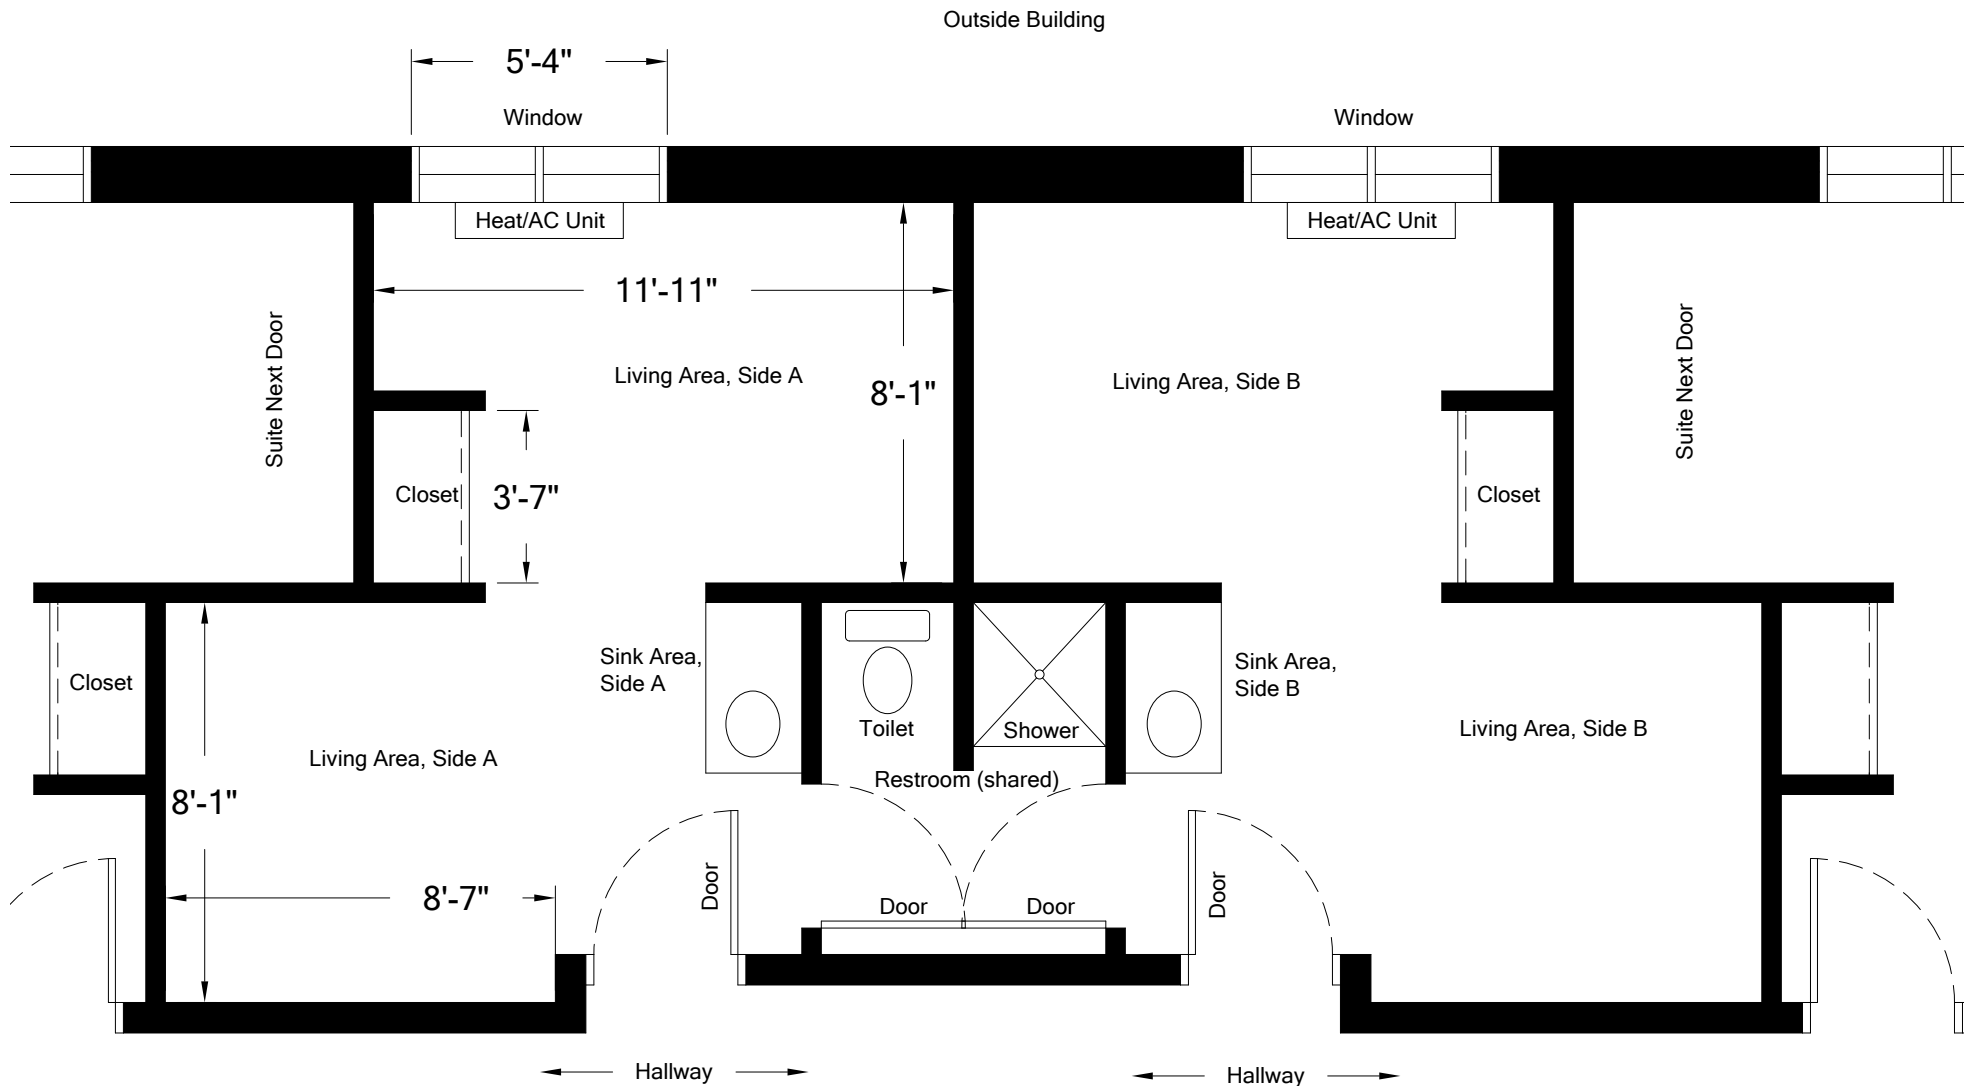 Outside Building
5'-4"
Window
Window
Heat/AC Unit
Heat/AC Unit
11'-11"
Suite Next Door
Suite Next Door
Living Area, Side A
8'-1"
Living Area, Side B
Closet
3'-7"
Closet
Sink Area,
Side A
Sink Area,
Side B
Closet
Toilet
Shower
Living Area, Side A
Living Area, Side B
Restroom (shared)
8'-1"
8'-7"
Door
Door
Door
Door
Hallway
Hallway